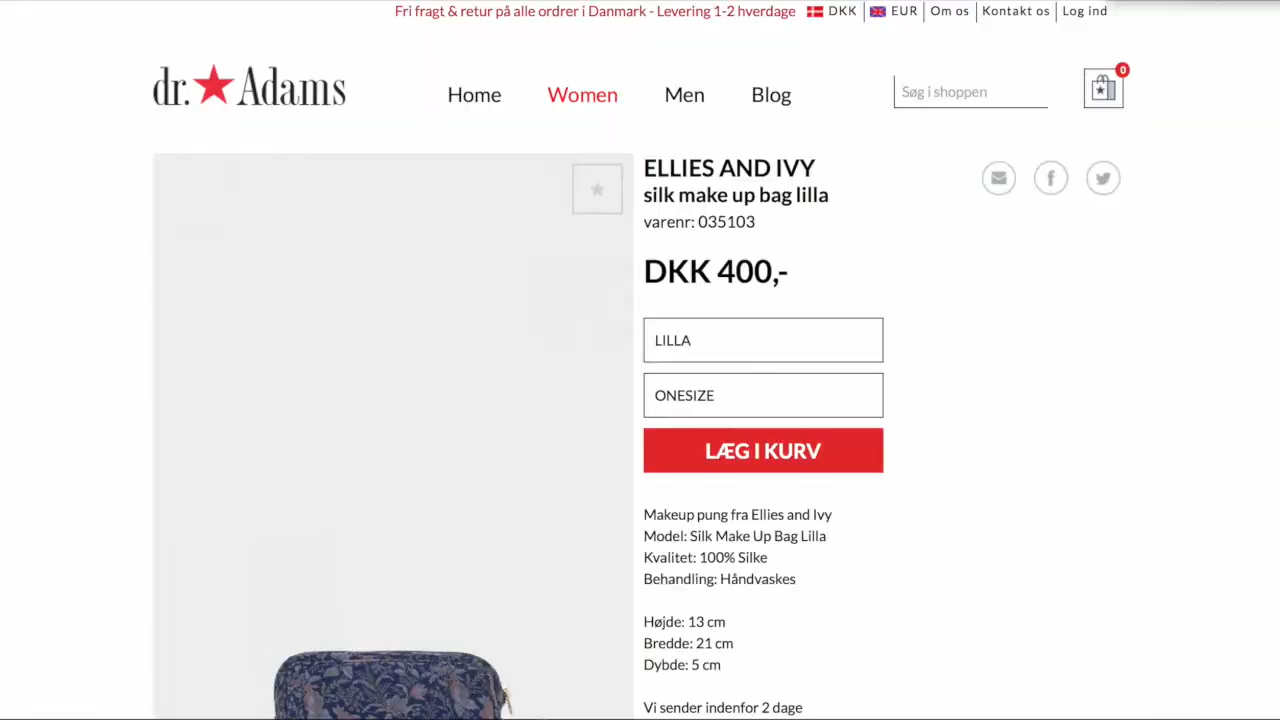 Fri fragt & retur på alle ordrer i Danmark - Levering 1-2 hverdage DKK EUR Om os Kontakt os Log ind
dr. Adams Home Women Men Blog Søg i shoppen 0
ELLIES AND IVY
silk make up bag lilla
varenr: 035103
DKK 400,-
LILLA
ONESIZE
LÆG I KURV
Makeup pung fra Ellies and Ivy
Model: Silk Make Up Bag Lilla
Kvalitet: 100% Silke
Behandling: Håndvaskes
Højde: 13 cm
Bredde: 21 cm
Dybde: 5 cm
Vi sender indenfor 2 dage